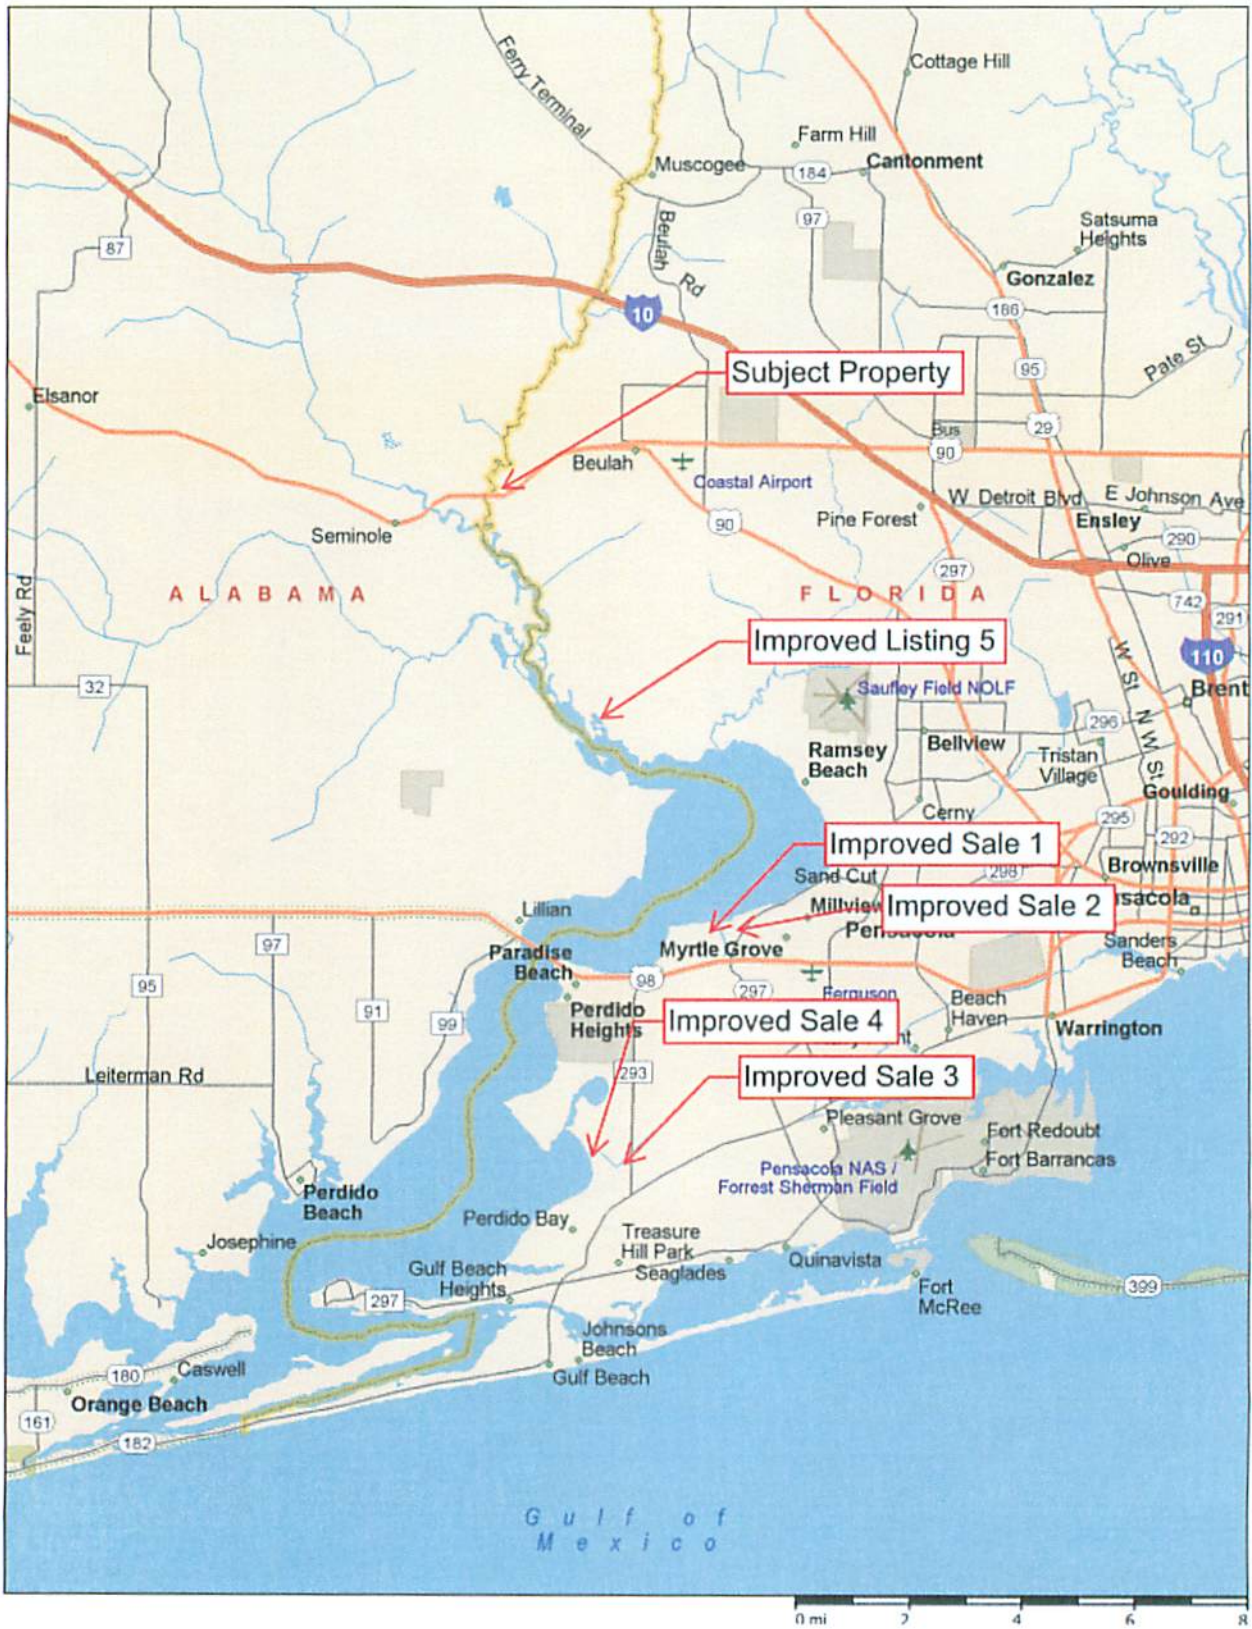 Cottage Hill
Ferry Terminal
Farm Hill
Muscogee
184
Cantonment
97
Beulah Rd
Satsuma
Heights
87
Gonzalez
186
10
Pate St
95
Subject Property
Elsanor
29
Bus
90
Beulah
Coastal Airport
W Detroit Blvd
E Johnson Ave
Seminole
90
Pine Forest
Ensley
290
Olive
297
ALABAMA
FLORIDA
Feely Rd
742
291
Improved Listing 5
W St
110
32
Saufley Field NOLF
Brent
N W St
296
Ramsey
Beach
Bellview
Tristan
Village
Goulding
Cerny
295
Improved Sale 1
292
Sand Cut
298
Brownsville
Lillian
Millview
Improved Sale 2
sacola
Pensacola
97
Paradise
Beach
Myrtle Grove
Sanders
Beach
95
98
297
Ferguson
91
99
Perdido
Heights
Improved Sale 4
Beach
Haven
nt
Warrington
Leiterman Rd
293
Improved Sale 3
Pleasant Grove
Fort Redoubt
Fort Barrancas
Pensacola NAS /
Forrest Sherman Field
Perdido
Beach
Perdido Bay
Josephine
Treasure
Hill Park
Seaglades
Quinavista
Gulf Beach
Heights
297
Fort
McRee
399
Johnsons
Beach
180
Caswell
Gulf Beach
Orange Beach
161
182
Gulf of
Mexico
0 mi 2 4 6 8